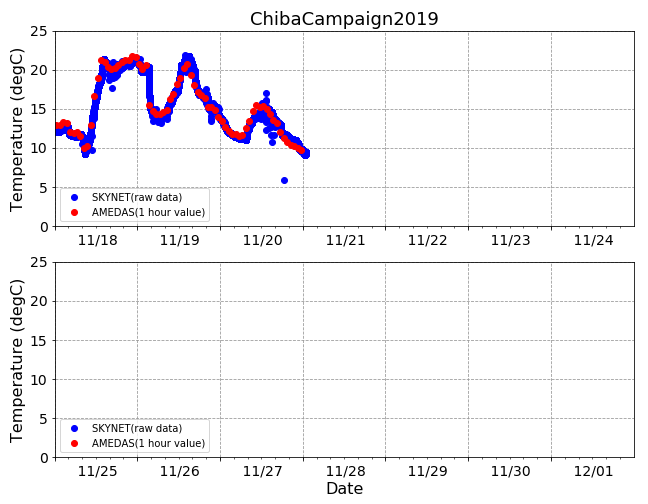 ChibaCampaign2019
Temperature (degC)
25
20
15
10
5
0
SKYNET(raw data)
AMEDAS(1 hour value)
11/18 11/19 11/20 11/21 11/22 11/23 11/24
Temperature (degC)
25
20
15
10
5
0
SKYNET(raw data)
AMEDAS(1 hour value)
11/25 11/26 11/27 11/28 11/29 11/30 12/01
Date